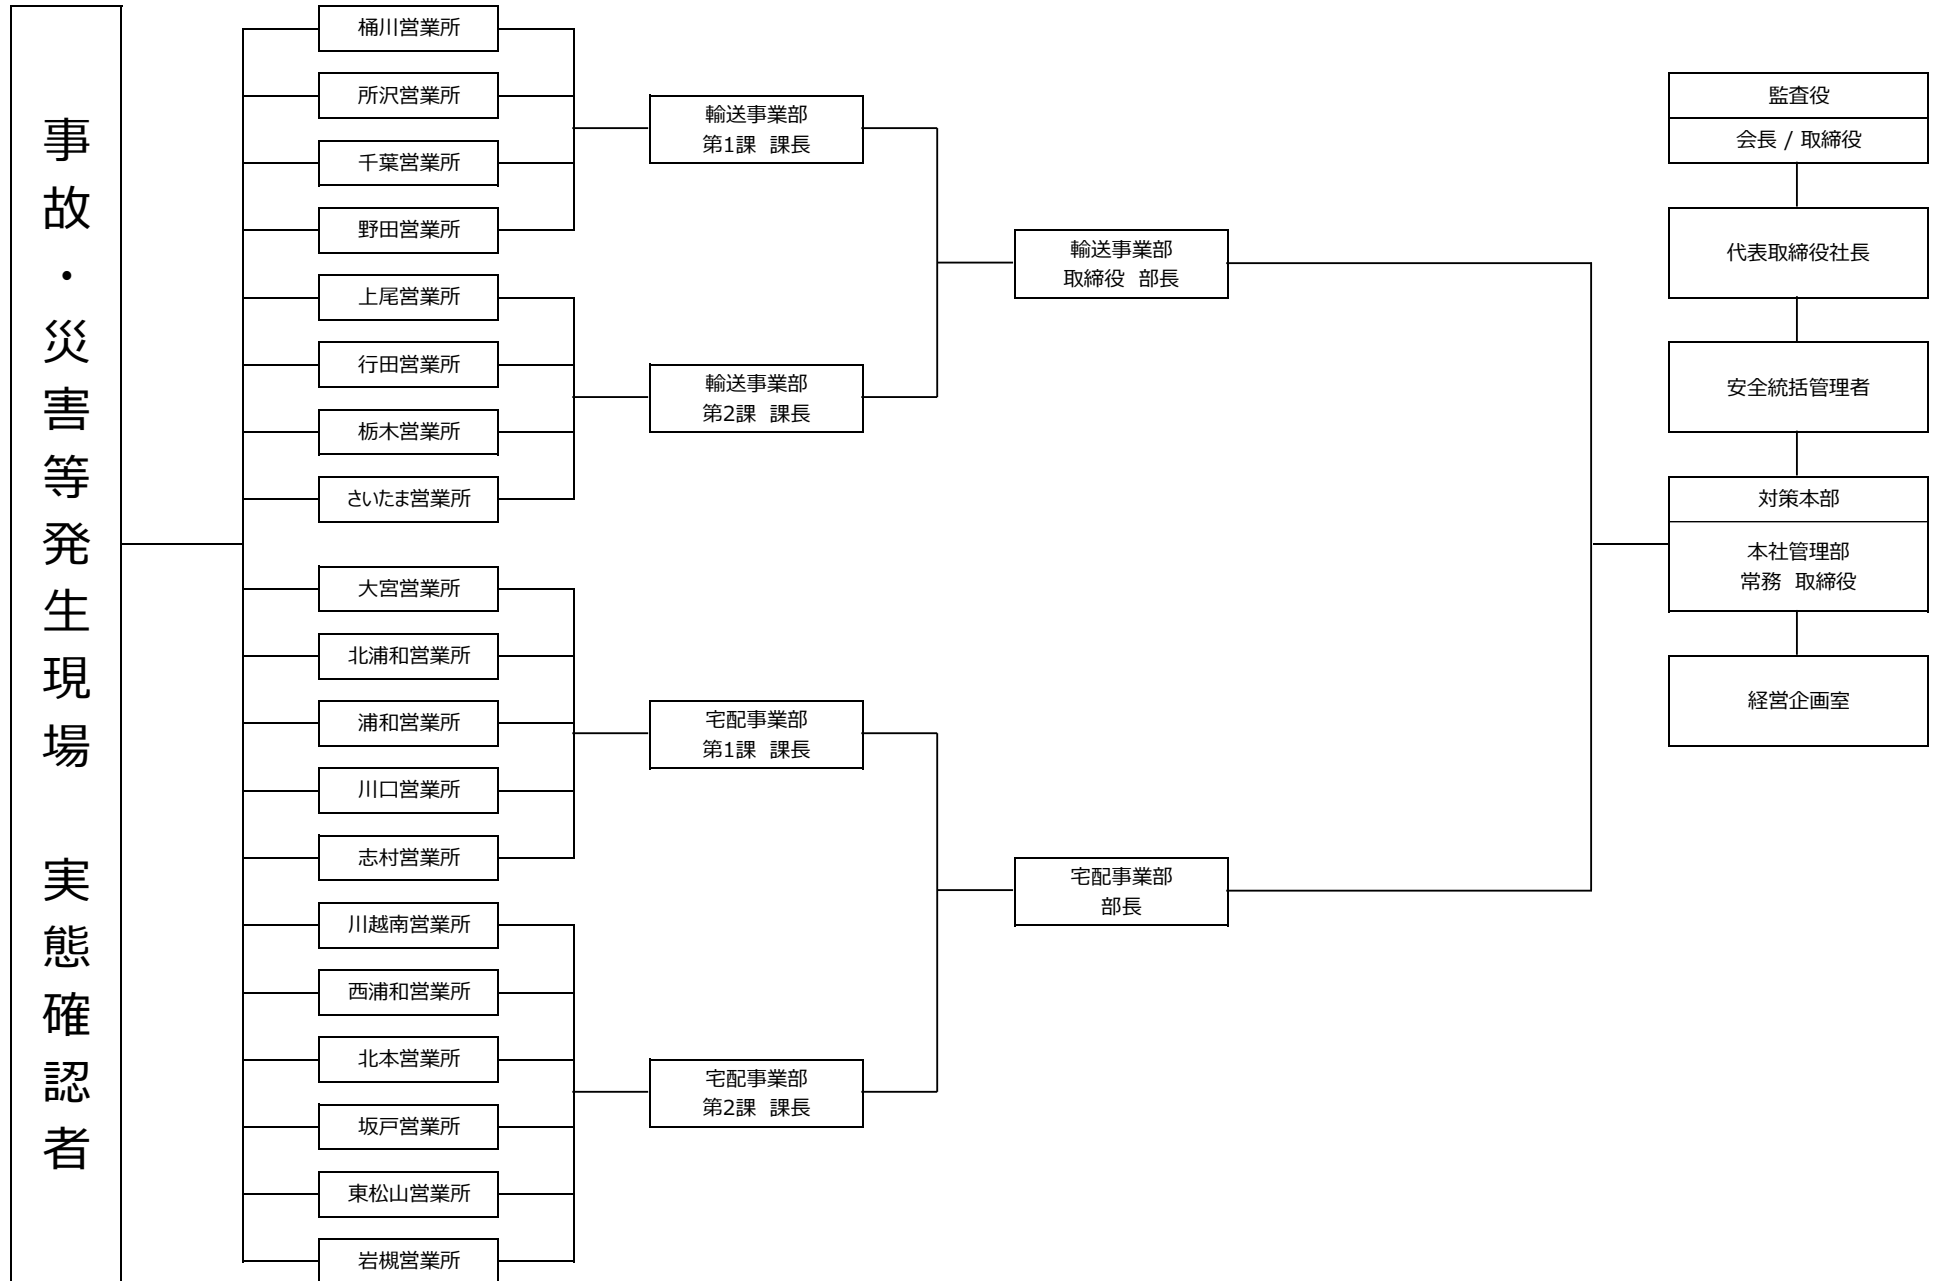 事故・災害等発生現場　実態確認者
桶川営業所
所沢営業所
千葉営業所
野田営業所
上尾営業所
行田営業所
栃木営業所
さいたま営業所
大宮営業所
北浦和営業所
浦和営業所
川口営業所
志村営業所
川越南営業所
西浦和営業所
北本営業所
坂戸営業所
東松山営業所
岩槻営業所
輸送事業部
第1課 課長
輸送事業部
第2課 課長
宅配事業部
第1課 課長
宅配事業部
第2課 課長
輸送事業部
取締役 部長
宅配事業部
部長
監査役
会長 / 取締役
代表取締役社長
安全統括管理者
対策本部
本社管理部
常務 取締役
経営企画室